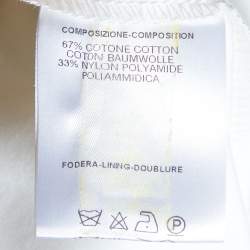 COMPOSIZIONE-COMPOSITION
67% COTONE COTTON
COTON BAUMWOLLE
33% NYLON POLYAMIDE
POLIAMMIDICA
FODERA-LINING-DOUBLURE
P